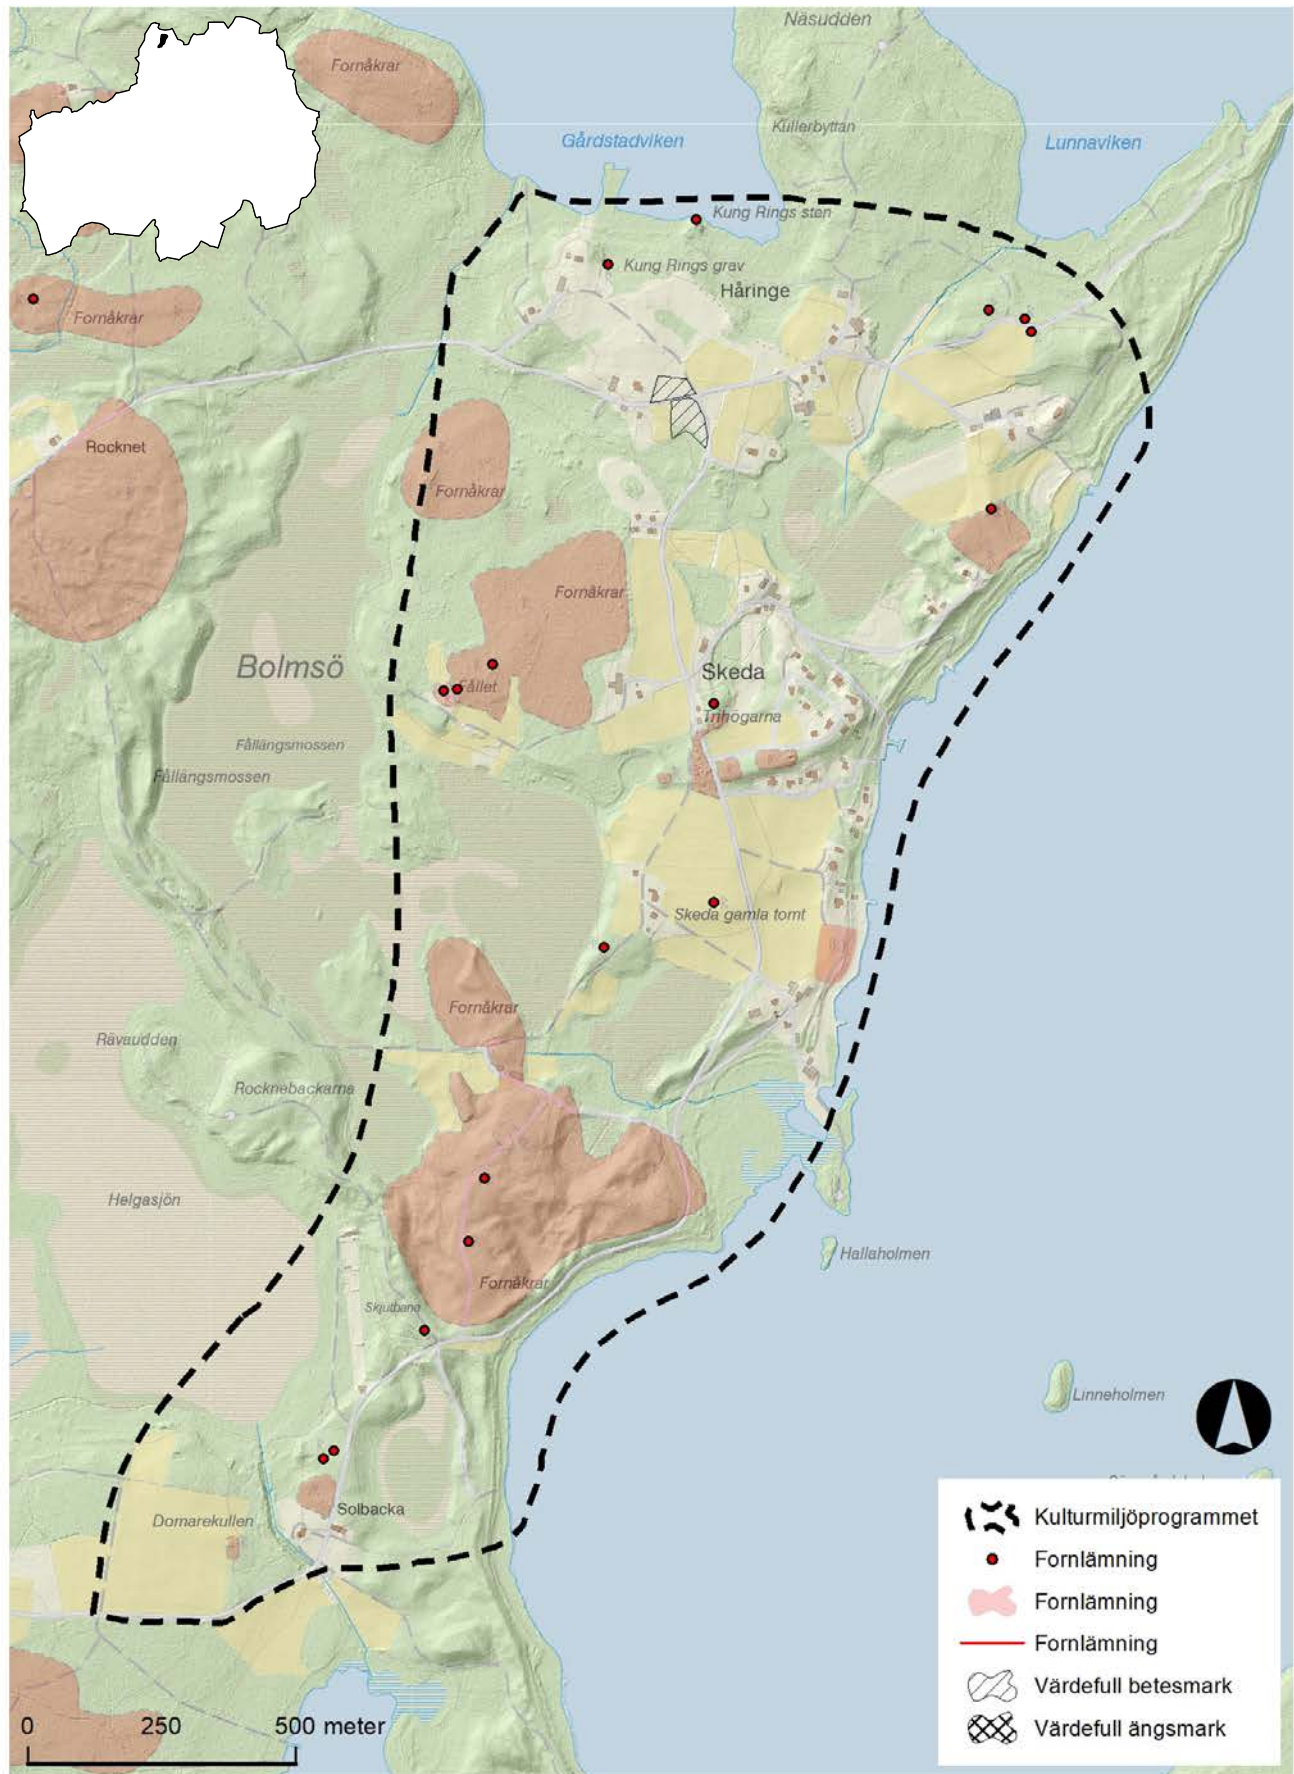 Näsudden
Fornåkrar
Kullerbyttan
Gårdstadviken
Lunnaviken
Kung Rings sten
Kung Rings grav
Håringe
Fornåkrar
Rocknet
Fornåkrar
Fornåkrar
Bolmsö
Skeda
Fållet
Trihögarna
Fållängsmossen
Fållängsmossen
Skeda gamla tomt
Fornåkrar
Rävaudden
Rocknebackarna
Helgasjön
Hallaholmen
Fornåkrar
Skjutbana
Linneholmen
Solbacka
Domarekullen
Kulturmiljöprogrammet
Fornlämning
Fornlämning
Fornlämning
Värdefull betesmark
Värdefull ängsmark
0 250 500 meter